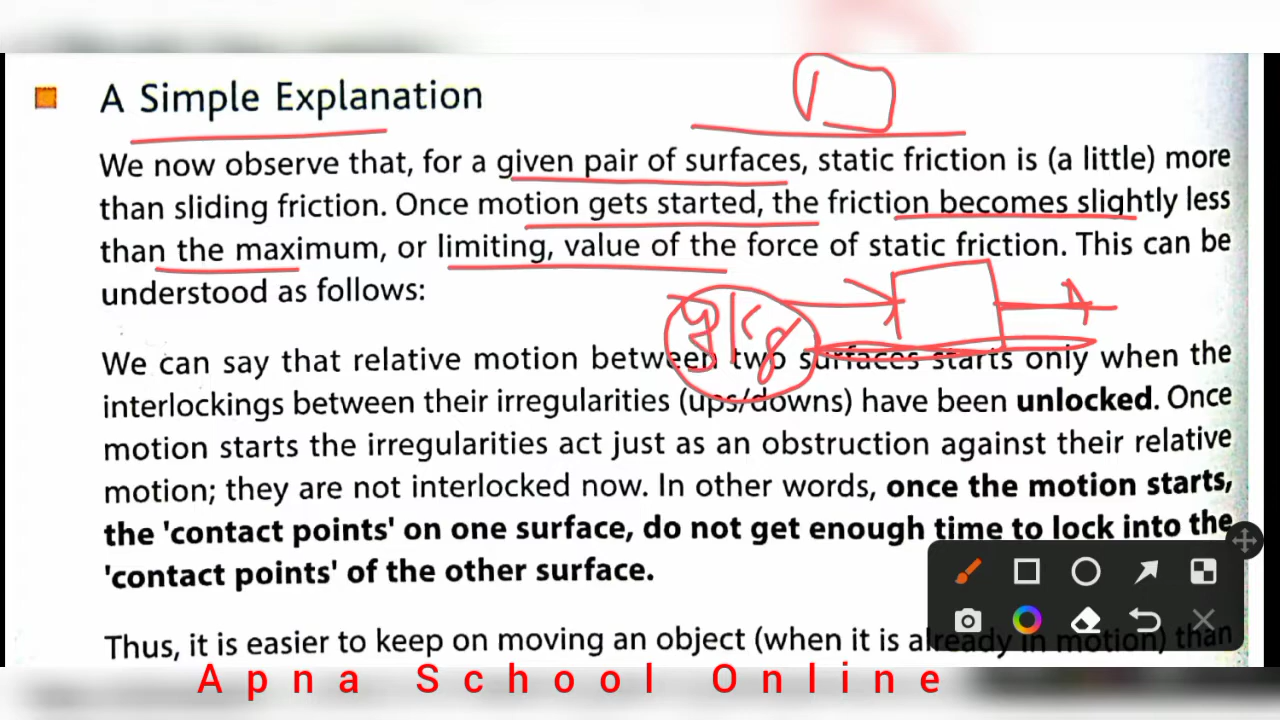 A Simple Explanation
We now observe that, for a given pair of surfaces, static friction is (a little) more
than sliding friction. Once motion gets started, the friction becomes slightly less
than the maximum, or limiting, value of the force of static friction. This can be
understood as follows:
We can say that relative motion between two surfaces starts only when the
interlockings between their irregularities (ups/downs) have been unlocked. Once
motion starts the irregularities act just as an obstruction against their relative
motion; they are not interlocked now. In other words, once the motion starts,
the 'contact points' on one surface, do not get enough time to lock into the
'contact points' of the other surface.
Thus, it is easier to keep on moving an object (when it is already in motion) than
Apna School Online